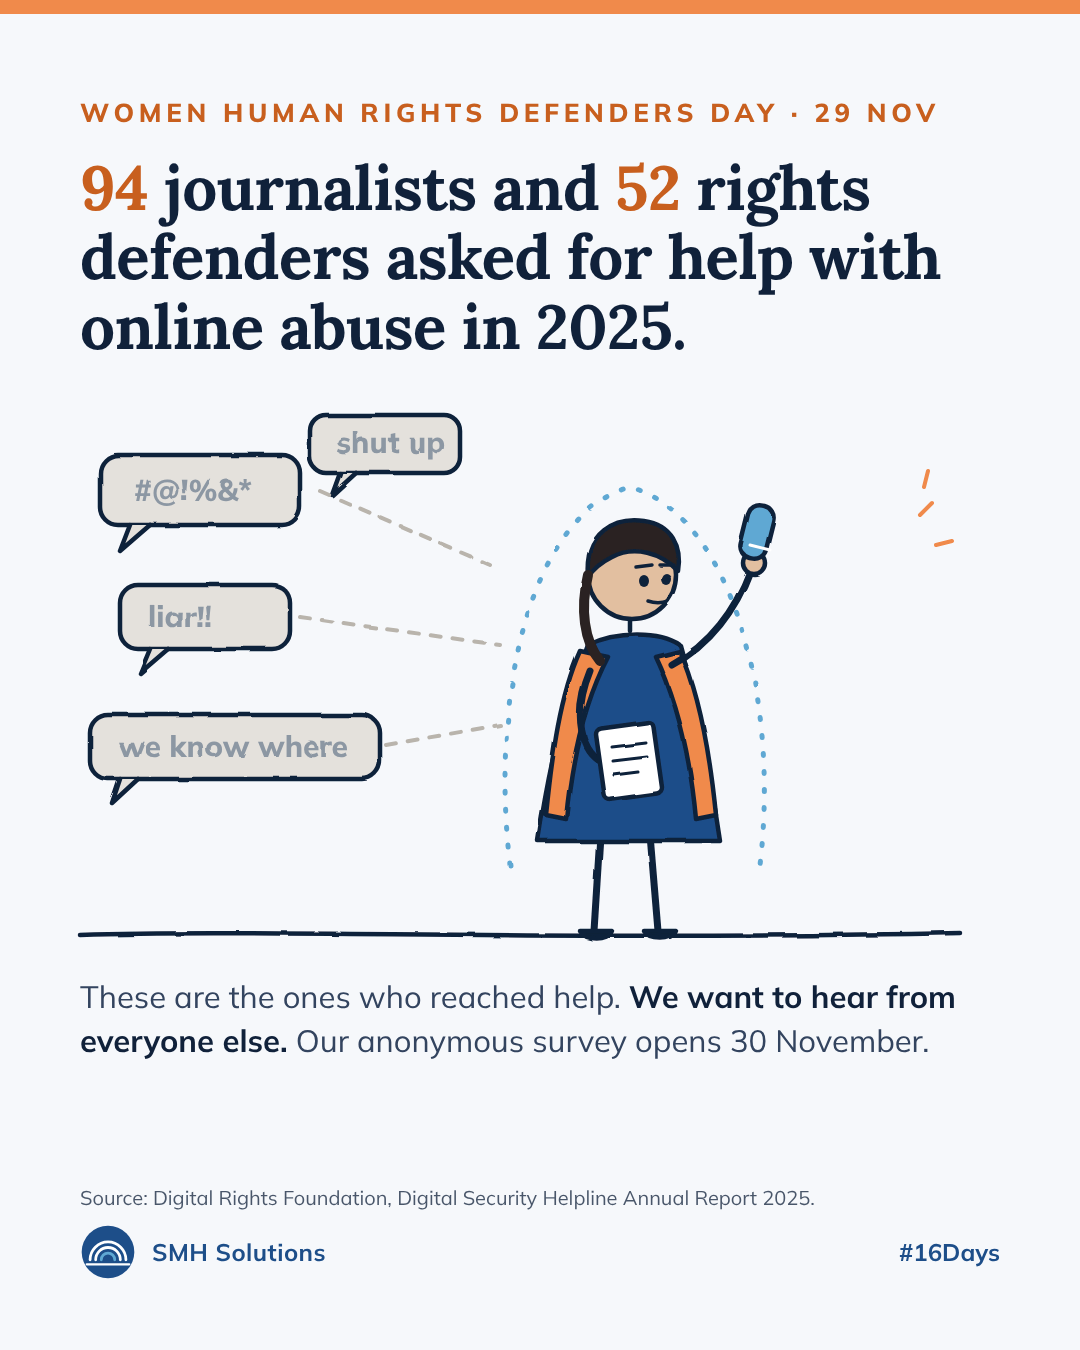 WOMEN HUMAN RIGHTS DEFENDERS DAY · 29 NOV
94 journalists and 52 rights
defenders asked for help with
online abuse in 2025.
shut up
#@!%&*
liar!!
we know where
These are the ones who reached help. We want to hear from
everyone else. Our anonymous survey opens 30 November.
Source: Digital Rights Foundation, Digital Security Helpline Annual Report 2025.
SMH Solutions
#16Days